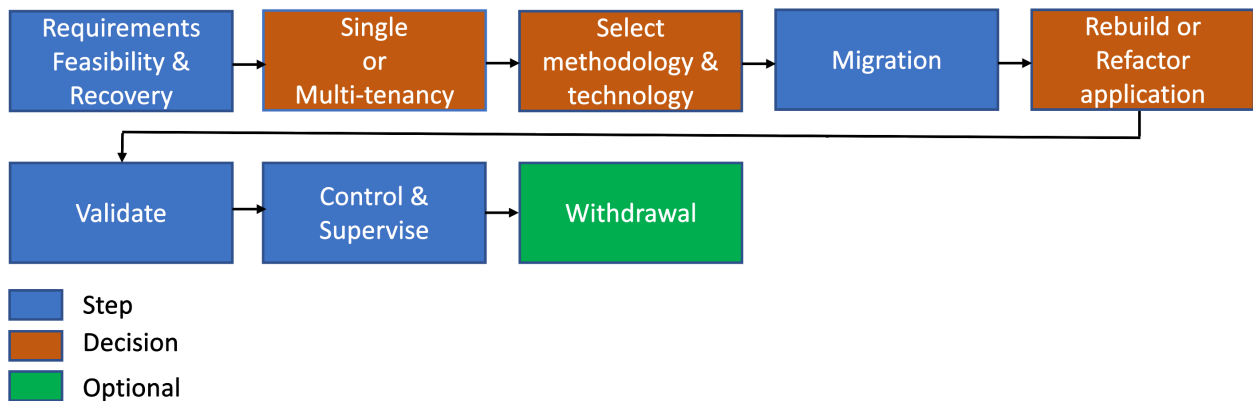 Requirements
Feasibility &
Recovery
Single
or
Multi-tenancy
Select
methodology &
technology
Migration
Rebuild or
Refactor
application
Validate
Control &
Supervise
Withdrawal
Step
Decision
Optional